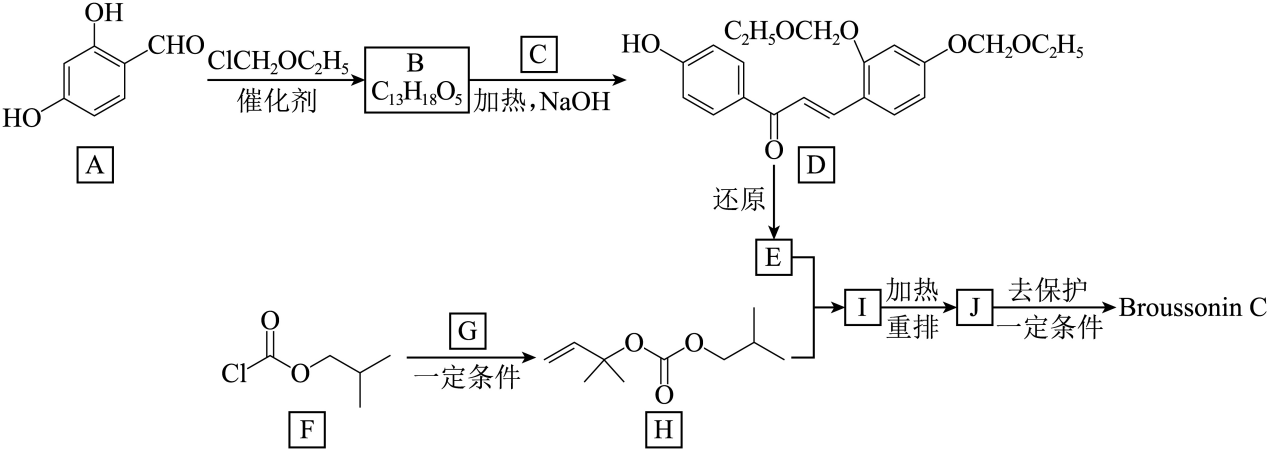 OH
CHO
HO
A
ClCH₂OC₂H₅
催化剂
B
C₁₃H₁₈O₅
C
加热,NaOH
C₂H₅OCH₂O
OCH₂OC₂H₅
HO
O
D
还原
E
I
加热
重排
J
去保护
一定条件
Broussonin C
O
Cl
O
F
G
一定条件
O
O
O
H